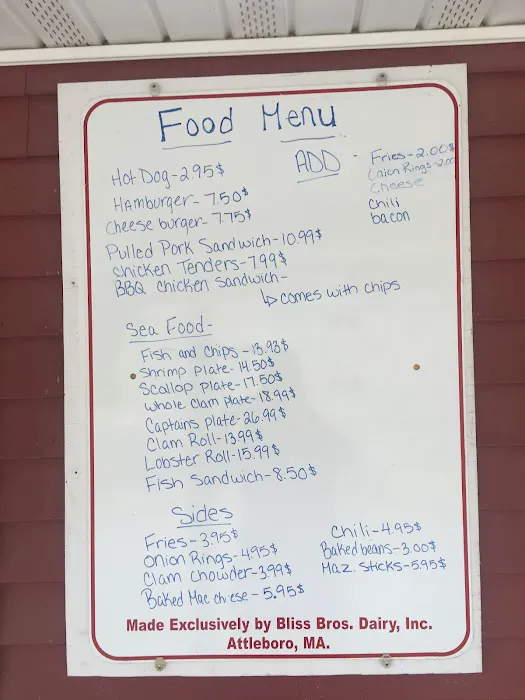 Food Menu
ADD - Fries-2.00$
Onion Rings-2.00
Cheese
Chili
bacon
Hot Dog-2.95$
Hamburger-7.50$
Cheese burger-7.75$
Pulled Pork Sandwich-10.99$
Chicken Tenders-7.99$
BBQ Chicken Sandwich-
↳ comes with chips
Sea Food-
Fish and Chips-13.93$
Shrimp Plate-14.50$
Scallop Plate-17.50$
Whole Clam Plate-18.99$
Captains Plate-26.99$
Clam Roll-13.99$
Lobster Roll-15.99$
Fish Sandwich-8.50$
Sides
Fries-3.95$
Onion Rings-4.95$
Clam Chowder-3.99$
Baked Mac cheese-5.95$
Chili-4.95$
Baked beans-3.00$
Moz. Sticks-5.95$
Made Exclusively by Bliss Bros. Dairy, Inc.
Attleboro, MA.